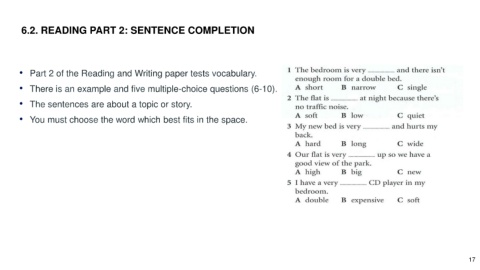 6.2. READING PART 2: SENTENCE COMPLETION
• Part 2 of the Reading and Writing paper tests vocabulary.
• There is an example and five multiple-choice questions (6-10).
• The sentences are about a topic or story.
• You must choose the word which best fits in the space.
1 The bedroom is very .............. and there isn't
enough room for a double bed.
A short B narrow C single
2 The flat is .............. at night because there's
no traffic noise.
A soft B low C quiet
3 My new bed is very .............. and hurts my
back.
A hard B long C wide
4 Our flat is very .............. up so we have a
good view of the park.
A high B big C new
5 I have a very .............. CD player in my
bedroom.
A double B expensive C soft
17